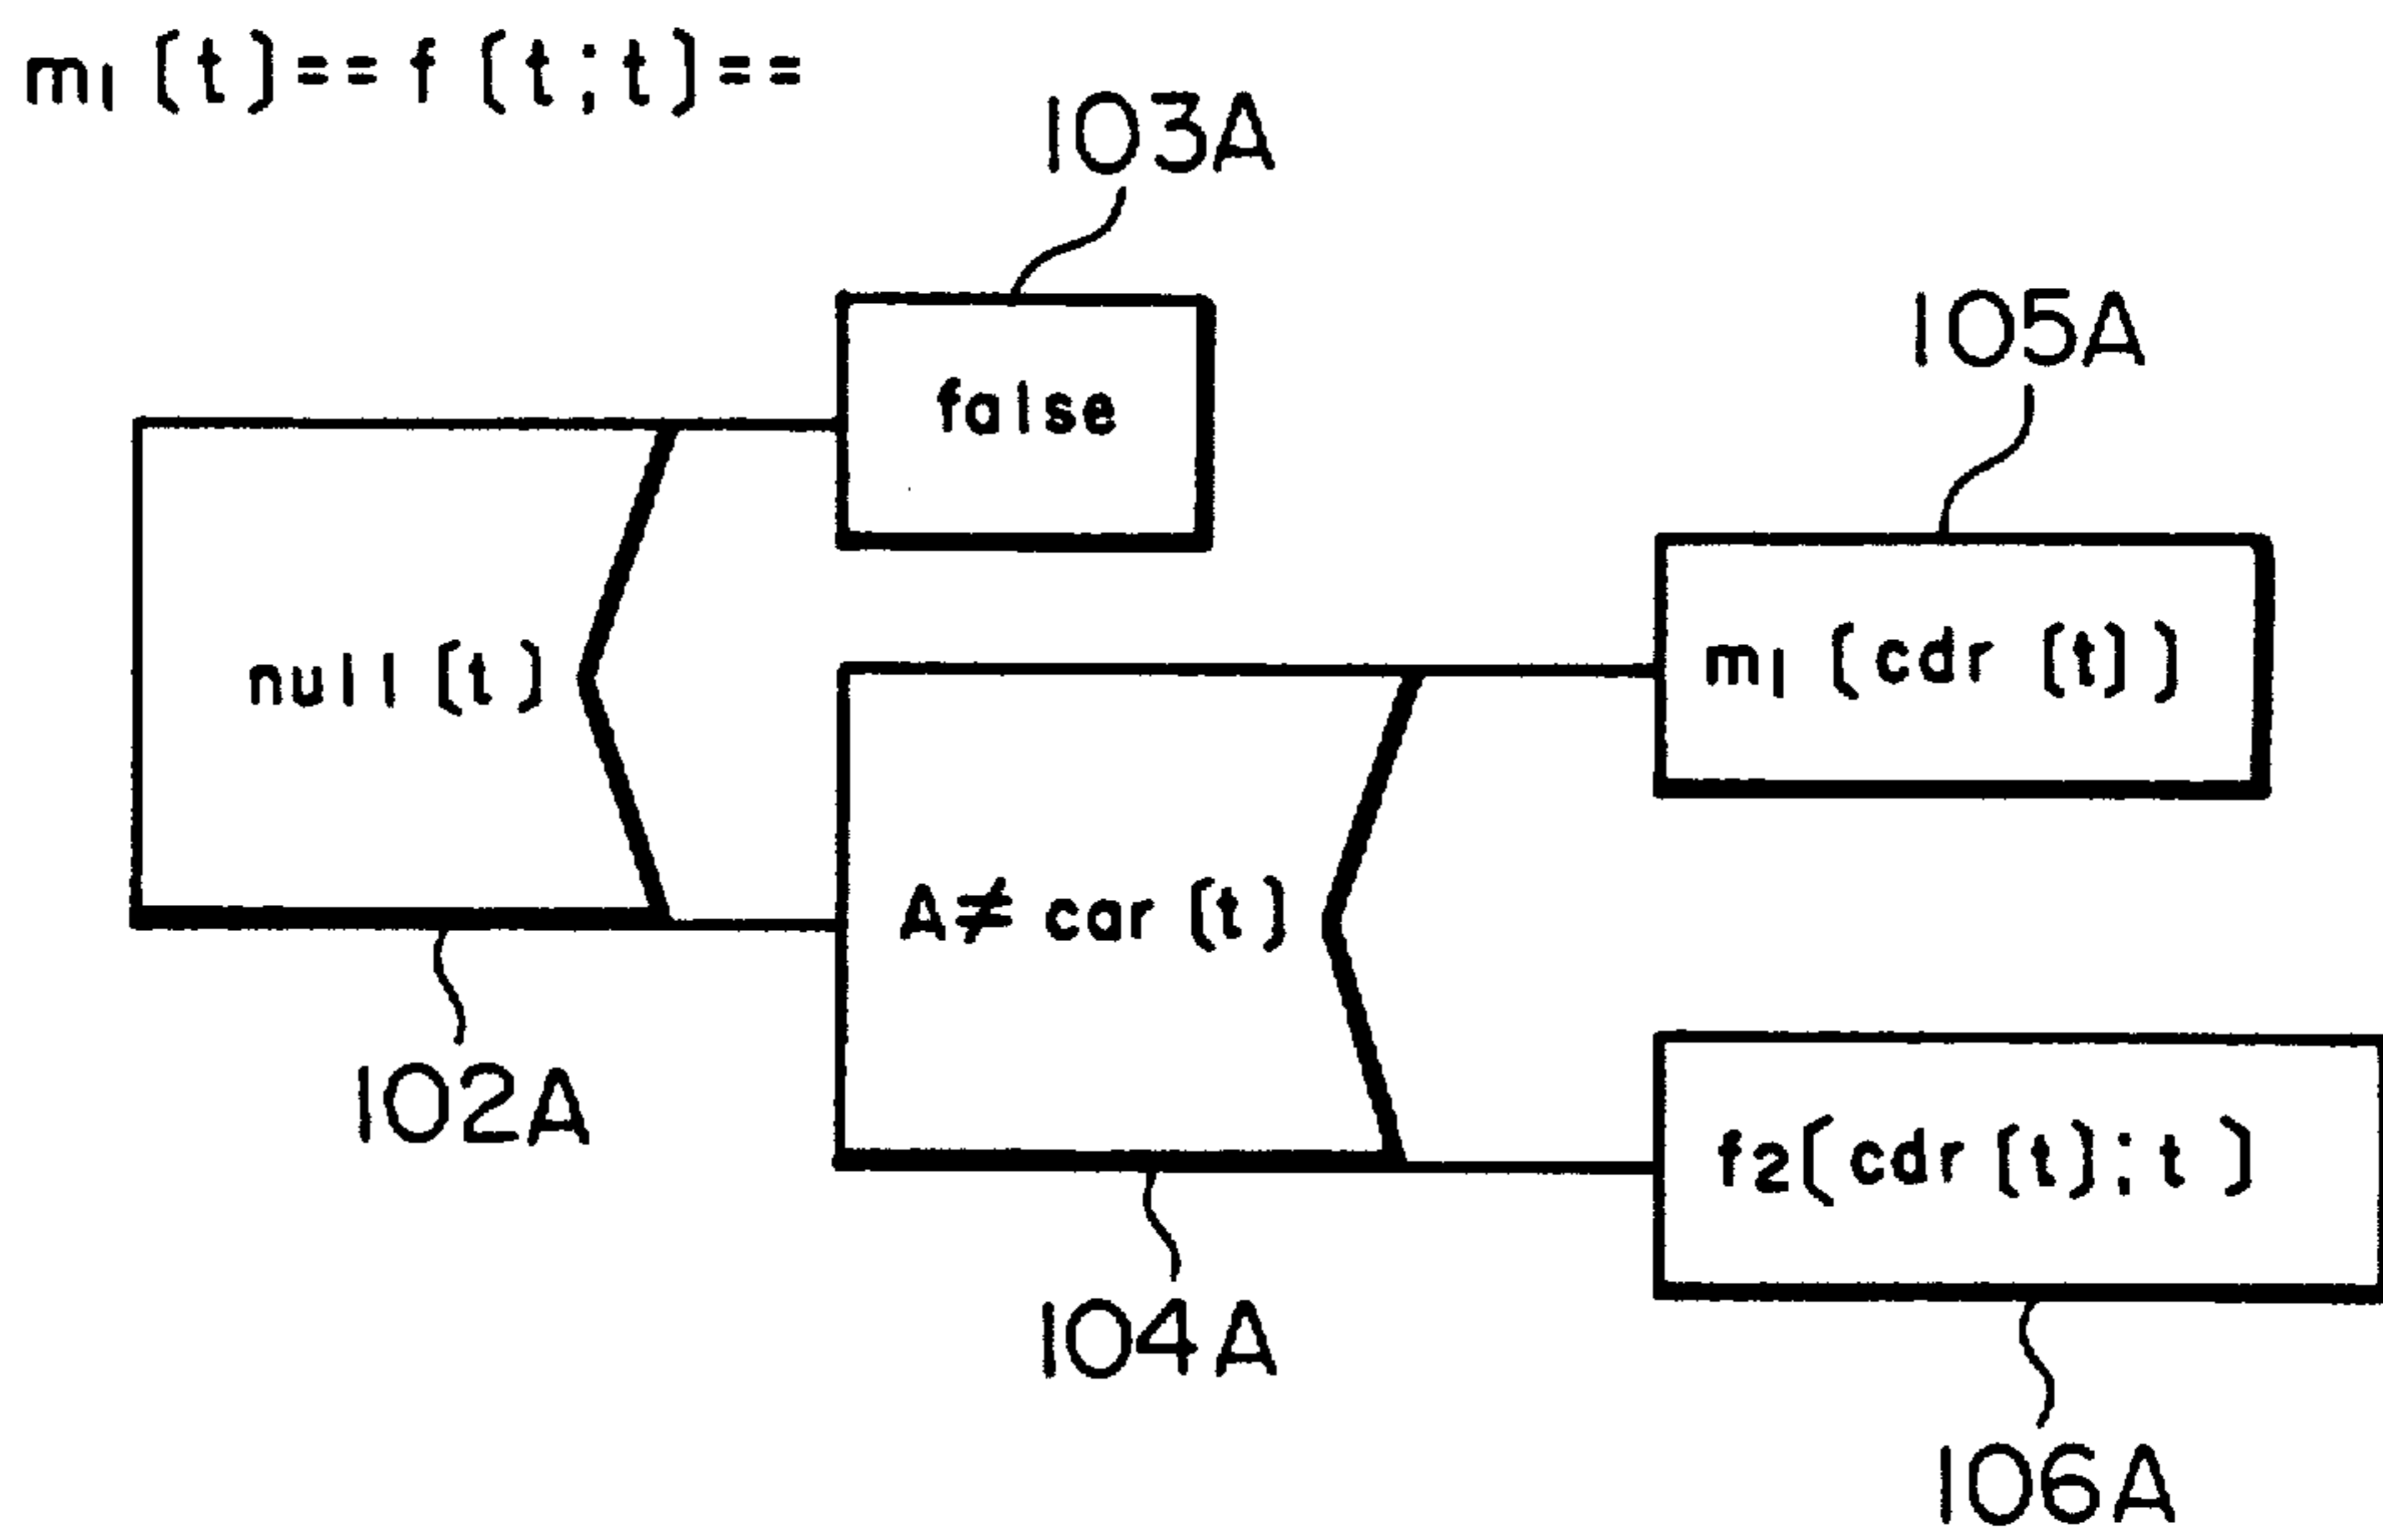 m1 (t)==f (t;t)==
103A
false
105A
null (t)
m1 (cdr (t))
A≠ car (t)
102A
f2(cdr (t); t )
104A
106A